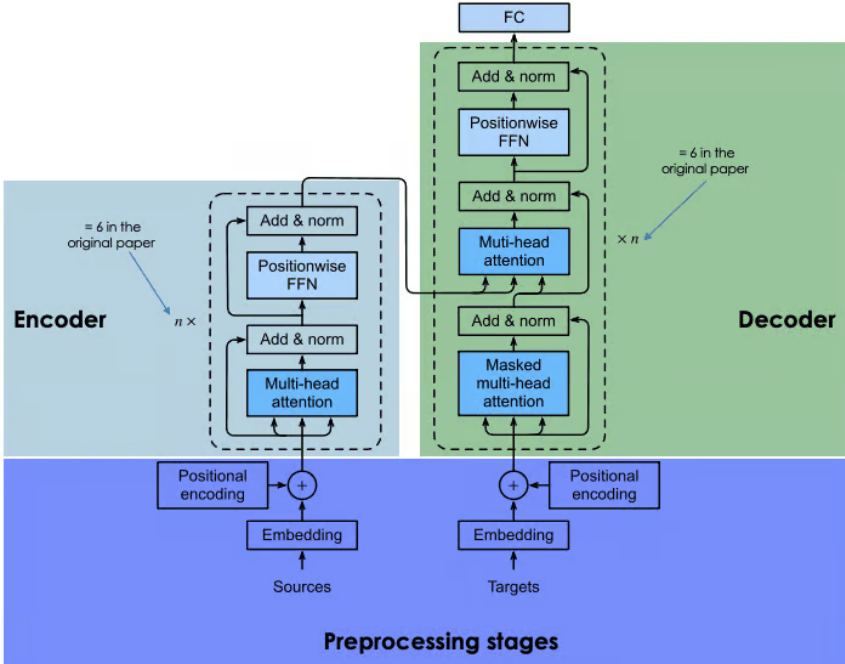 FC
Add & norm
Positionwise
FFN
= 6 in the
original paper
Add & norm
Muti-head
attention
× n
Add & norm
Masked
multi-head
attention
Decoder
= 6 in the
original paper
Add & norm
Positionwise
FFN
Encoder
n ×
Add & norm
Multi-head
attention
Positional
encoding
+
+
Positional
encoding
Embedding
Embedding
Sources
Targets
Preprocessing stages